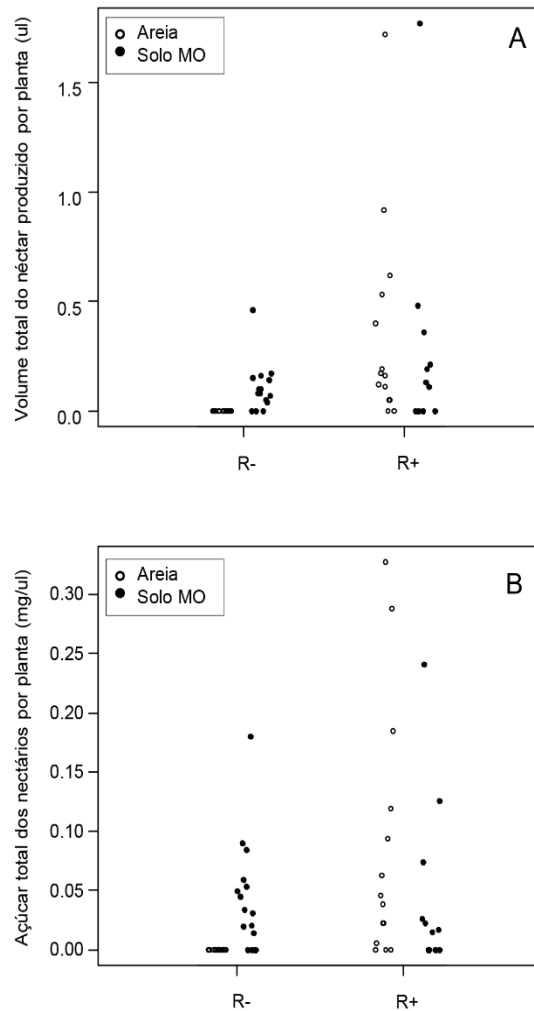 A
Areia
Solo MO
Volume total do néctar produzido por planta (ul)
1.5
1.0
0.5
0.0
R- R+
B
Areia
Solo MO
Açúcar total dos nectários por planta (mg/ul)
0.30
0.25
0.20
0.15
0.10
0.05
0.00
R- R+